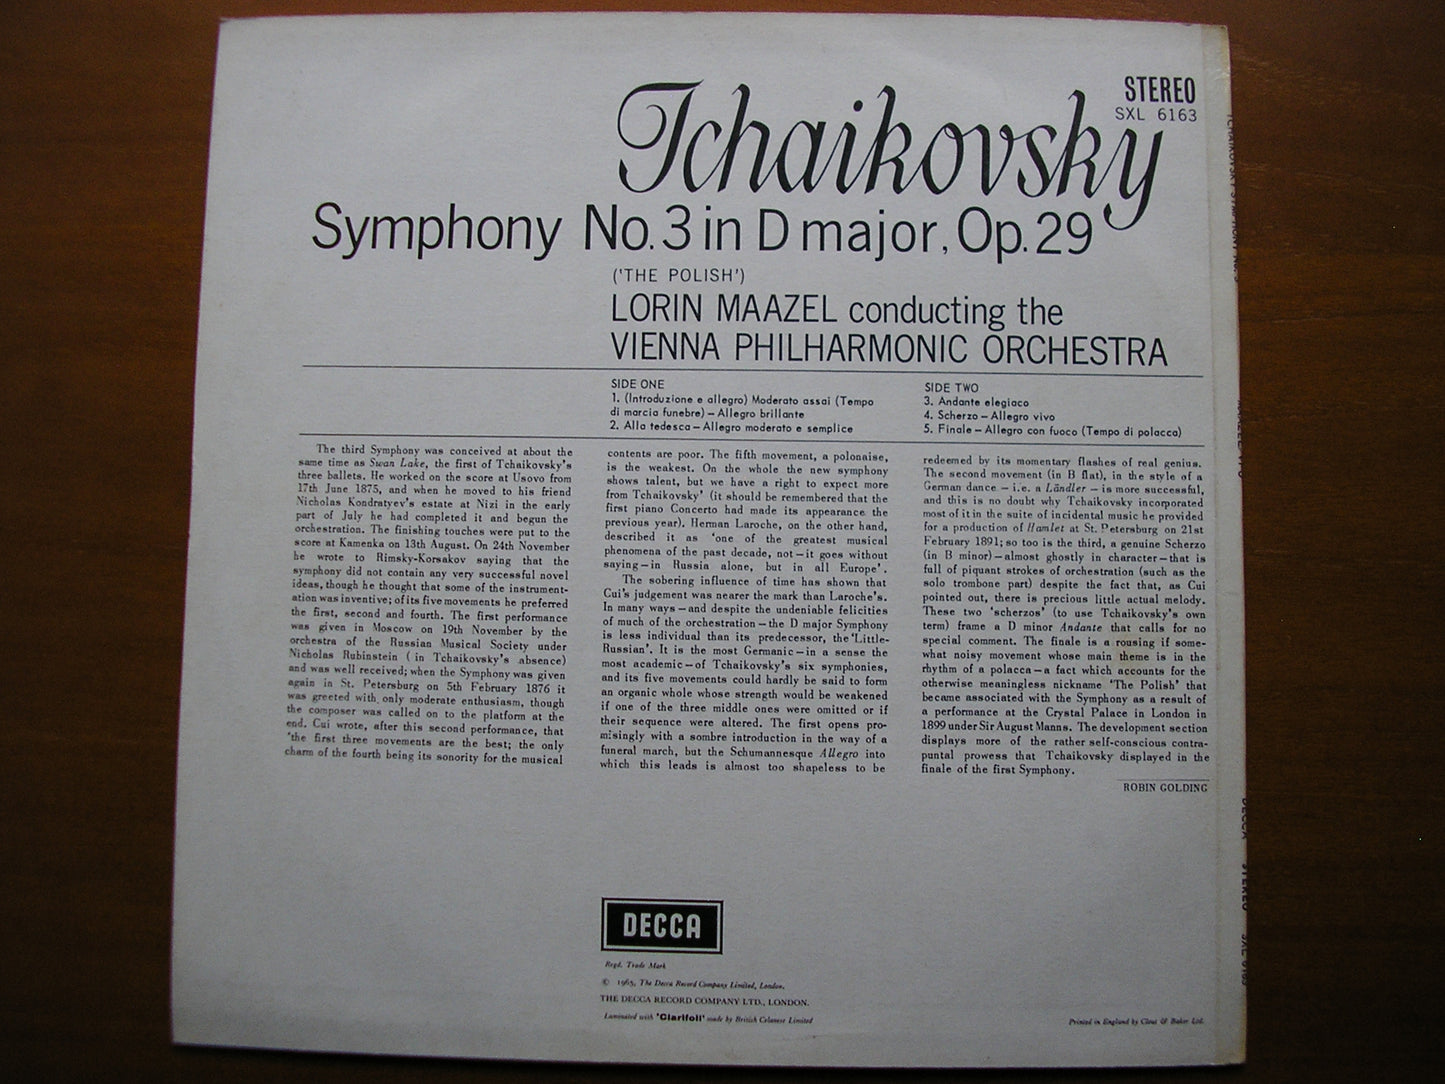 STEREO
SXL 6163
Tchaikovsky
Symphony No. 3 in D major, Op. 29
('THE POLISH')
LORIN MAAZEL conducting the
VIENNA PHILHARMONIC ORCHESTRA
SIDE ONE
1. (Introduzione e allegro) Moderato assai (Tempo
di marcia funebre) – Allegro brillante
2. Alla tedesca – Allegro moderato e semplice
SIDE TWO
3. Andante elegiaco
4. Scherzo – Allegro vivo
5. Finale – Allegro con fuoco (Tempo di polacca)
The third Symphony was conceived at about the
same time as Swan Lake, the first of Tchaikovsky's
three ballets. He worked on the score at Usovo from
17th June 1875, and when he moved to his friend
Nicholas Kondratyev's estate at Nizi in the early
part of July he had completed it and begun the
orchestration. The finishing touches were put to the
score at Kamenka on 13th August. On 24th November
he wrote to Rimsky-Korsakov saying that the
symphony did not contain any very successful novel
ideas, though he thought that some of the instrument-
ation was inventive; of its five movements he preferred
the first, second and fourth. The first performance
was given in Moscow on 19th November by the
orchestra of the Russian Musical Society under
Nicholas Rubinstein (in Tchaikovsky's absence)
and was well received; when the Symphony was given
again in St. Petersburg on 5th February 1876 it
was greeted with only moderate enthusiasm, though
the composer was called on to the platform at the
end. Cui wrote, after this second performance, that
'the first three movements are the best; the only
charm of the fourth being its sonority for the musical
contents are poor. The fifth movement, a polonaise,
is the weakest. On the whole the new symphony
shows talent, but we have a right to expect more
from Tchaikovsky' (it should be remembered that the
first piano Concerto had made its appearance the
previous year). Herman Laroche, on the other hand,
described it as 'one of the greatest musical
phenomena of the past decade, not – it goes without
saying – in Russia alone, but in all Europe'.
The sobering influence of time has shown that
Cui's judgement was nearer the mark than Laroche's.
In many ways – and despite the undeniable felicities
of much of the orchestration – the D major Symphony
is less individual than its predecessor, the 'Little-
Russian'. It is the most Germanic – in a sense the
most academic – of Tchaikovsky's six symphonies,
and its five movements could hardly be said to form
an organic whole whose strength would be weakened
if one of the three middle ones were omitted or if
their sequence were altered. The first opens pro-
misingly with a sombre introduction in the way of a
funeral march, but the Schumannesque Allegro into
which this leads is almost too shapeless to be
redeemed by its momentary flashes of real genius.
The second movement (in B flat), in the style of a
German dance – i.e. a Ländler – is more successful,
and this is no doubt why Tchaikovsky incorporated
most of it in the suite of incidental music he provided
for a production of Hamlet at St. Petersburg on 21st
February 1891; so too is the third, a genuine Scherzo
(in B minor) – almost ghostly in character – that is
full of piquant strokes of orchestration (such as the
solo trombone part) despite the fact that, as Cui
pointed out, there is precious little actual melody.
These two 'scherzos' (to use Tchaikovsky's own
term) frame a D minor Andante that calls for no
special comment. The finale is a rousing if some-
what noisy movement whose main theme is in the
rhythm of a polacca – a fact which accounts for the
otherwise meaningless nickname 'The Polish' that
became associated with the Symphony as a result of
a performance at the Crystal Palace in London in
1899 under Sir August Manns. The development section
displays more of the rather self-conscious contra-
puntal prowess that Tchaikovsky displayed in the
finale of the first Symphony.
ROBIN GOLDING
DECCA
Regd. Trade Mark
© 1965, The Decca Record Company Limited, London.
THE DECCA RECORD COMPANY LTD., LONDON.
Laminated with 'Clarifoil' made by British Celanese Limited
Printed in England by Clout & Baker Ltd.
DECCA STEREO SXL 6163